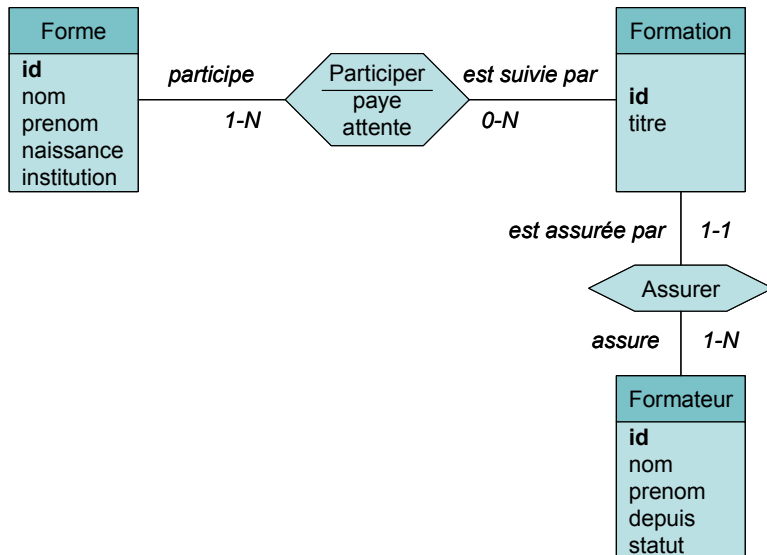 Forme
id
nom
prenom
naissance
institution
participe
1-N
Participer
paye
attente
est suivie par
0-N
Formation
id
titre
est assurée par
1-1
Assurer
assure
1-N
Formateur
id
nom
prenom
depuis
statut